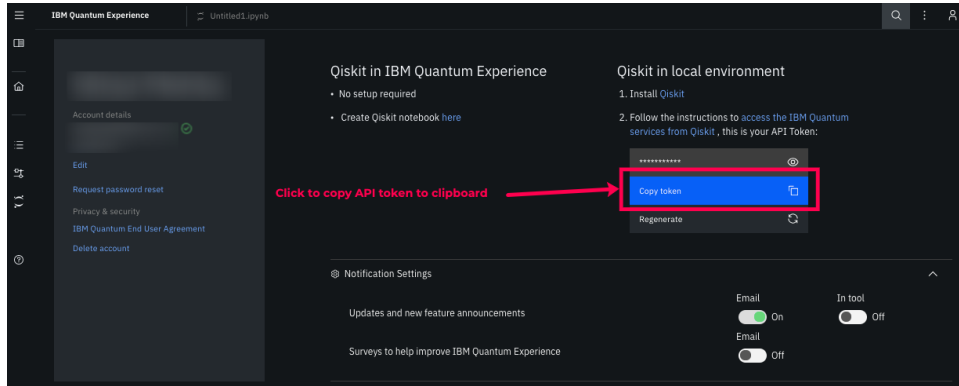 IBM Quantum Experience
Untitled1.ipynb
Account details
Edit
Request password reset
Privacy & security
IBM Quantum End User Agreement
Delete account
Qiskit in IBM Quantum Experience
• No setup required
• Create Qiskit notebook here
Click to copy API token to clipboard
Qiskit in local environment
1. Install Qiskit
2. Follow the instructions to access the IBM Quantum
services from Qiskit , this is your API Token:
***********
Copy token
Regenerate
Notification Settings
Email
In tool
Updates and new feature announcements
On
Off
Email
Surveys to help improve IBM Quantum Experience
Off